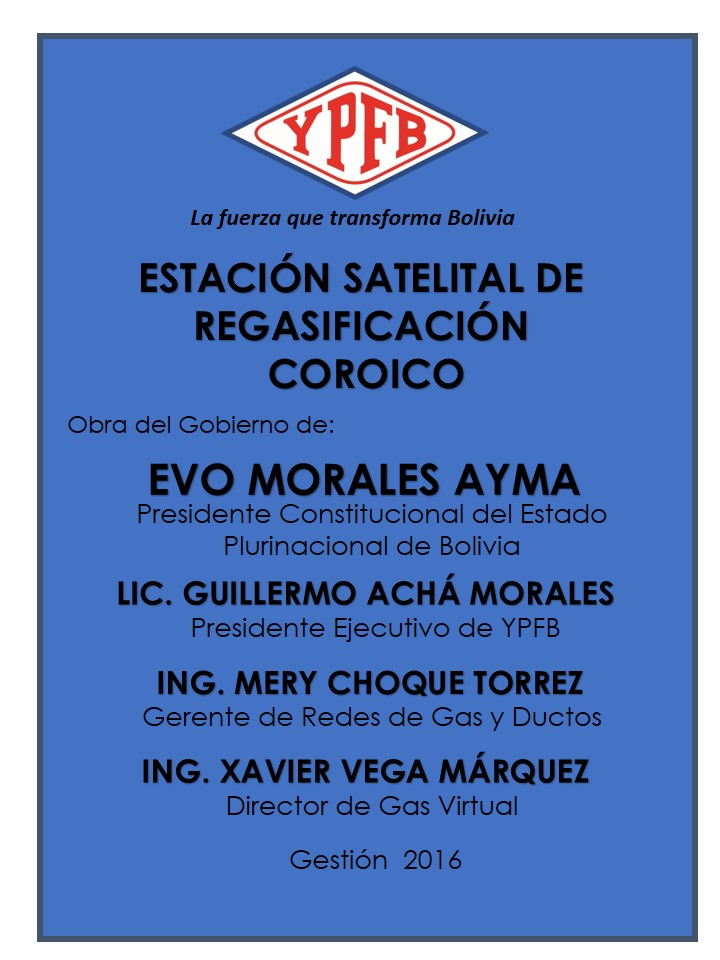 YPFB
La fuerza que transforma Bolivia
ESTACIÓN SATELITAL DE
REGASIFICACIÓN
COROICO
Obra del Gobierno de:
EVO MORALES AYMA
Presidente Constitucional del Estado
Plurinacional de Bolivia
LIC. GUILLERMO ACHÁ MORALES
Presidente Ejecutivo de YPFB
ING. MERY CHOQUE TORREZ
Gerente de Redes de Gas y Ductos
ING. XAVIER VEGA MÁRQUEZ
Director de Gas Virtual
Gestión 2016